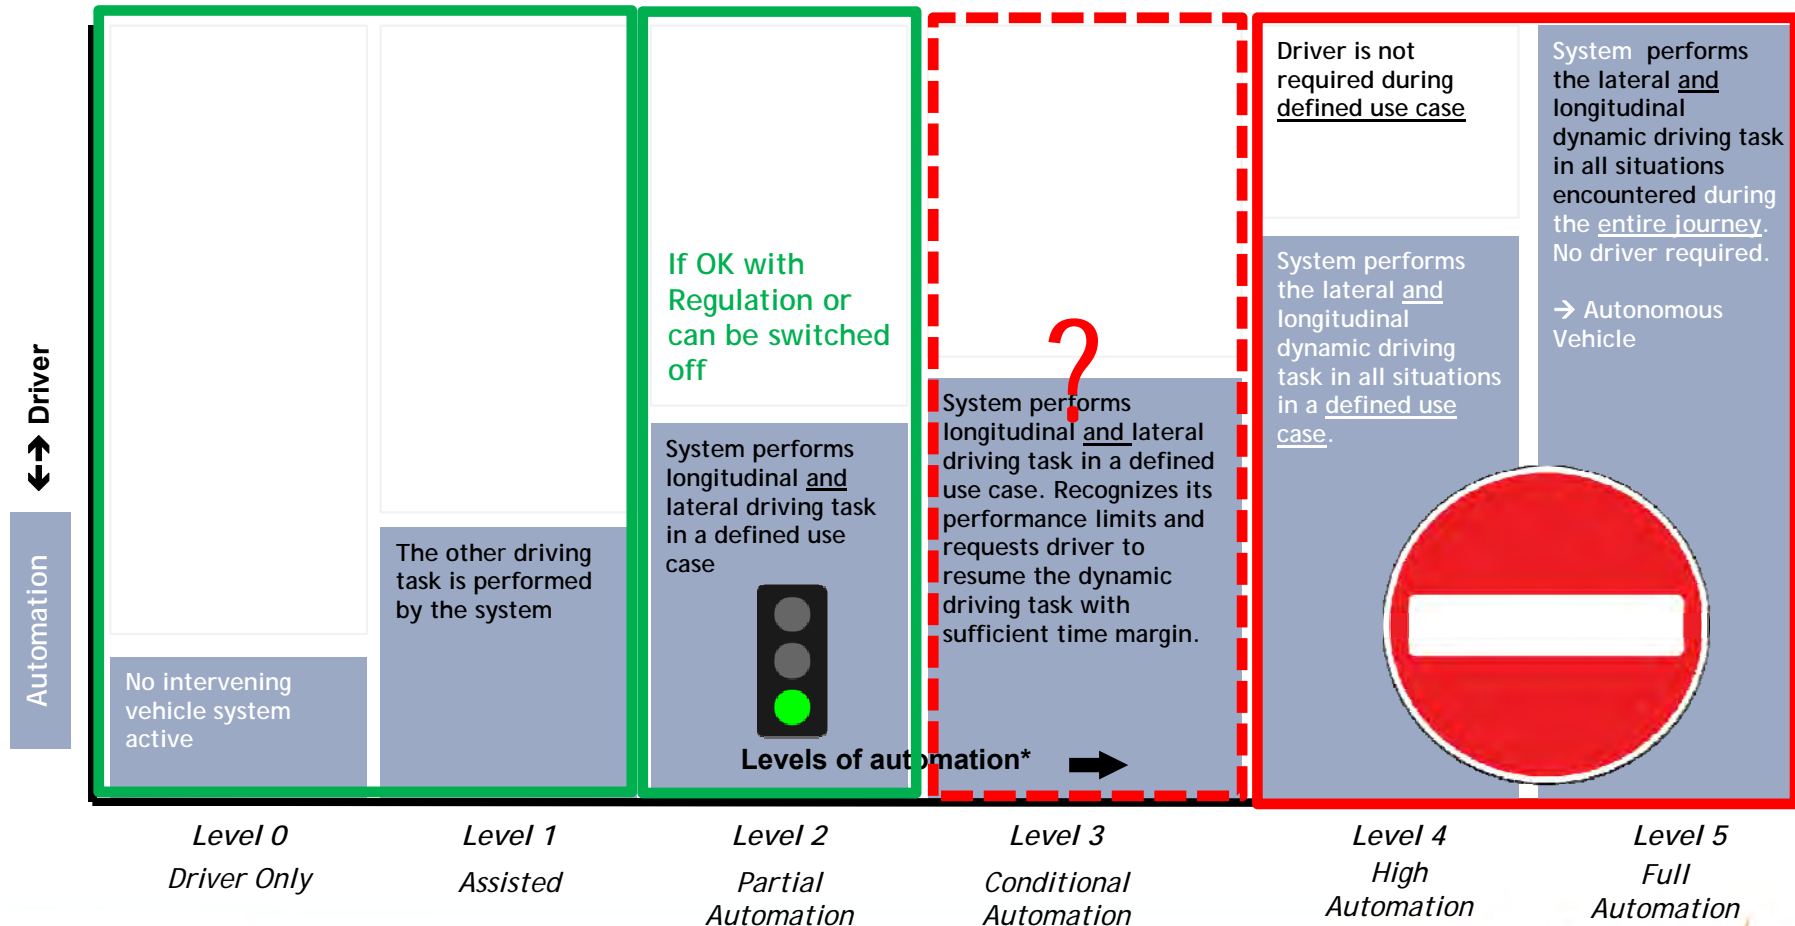 Driver is not
required during
defined use case
System performs
the lateral and
longitudinal
dynamic driving task
in all situations
encountered during
the entire journey.
No driver required.
→ Autonomous
Vehicle
If OK with
Regulation or
can be switched
off
System performs
the lateral and
longitudinal
dynamic driving
task in all situations
in a defined use
case.
?
System performs
longitudinal and lateral
driving task in a defined
use case. Recognizes its
performance limits and
requests driver to
resume the dynamic
driving task with
sufficient time margin.
System performs
longitudinal and
lateral driving task
in a defined use
case
The other driving
task is performed
by the system
No intervening
vehicle system
active
Driver
Automation
Levels of automation*
Level 0
Driver Only
Level 1
Assisted
Level 2
Partial
Automation
Level 3
Conditional
Automation
Level 4
High
Automation
Level 5
Full
Automation